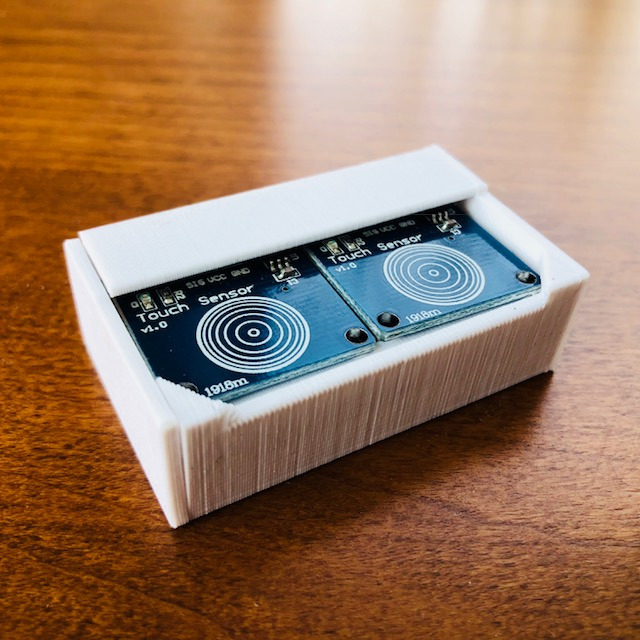 SIG VCC GND
Touch Sensor
v1.0
1918m
SIG VCC GND
Touch Sensor
v1.0
1918m